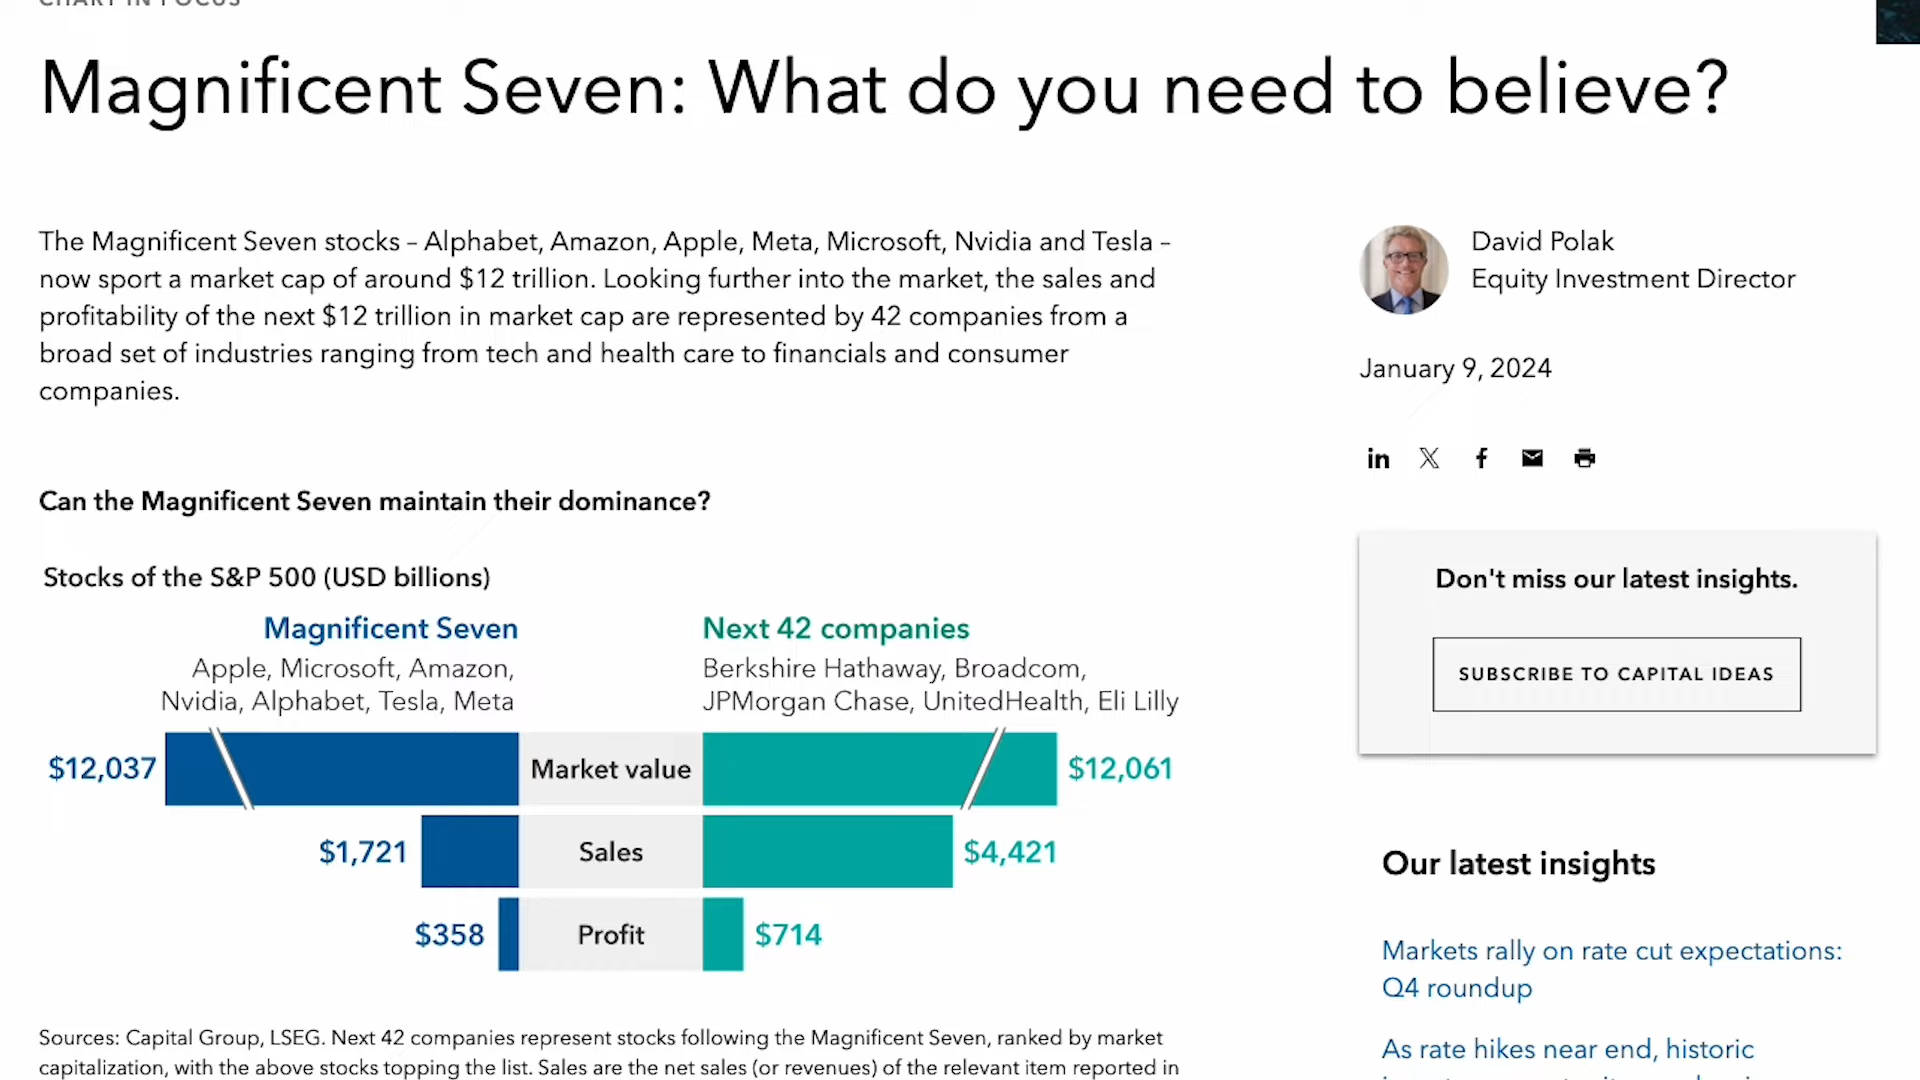 CHART IN FOCUS
Magnificent Seven: What do you need to believe?
The Magnificent Seven stocks – Alphabet, Amazon, Apple, Meta, Microsoft, Nvidia and Tesla –
now sport a market cap of around $12 trillion. Looking further into the market, the sales and
profitability of the next $12 trillion in market cap are represented by 42 companies from a
broad set of industries ranging from tech and health care to financials and consumer
companies.
Can the Magnificent Seven maintain their dominance?
Stocks of the S&P 500 (USD billions)
Magnificent Seven
Apple, Microsoft, Amazon,
Nvidia, Alphabet, Tesla, Meta
Next 42 companies
Berkshire Hathaway, Broadcom,
JPMorgan Chase, UnitedHealth, Eli Lilly
$12,037 Market value $12,061
$1,721 Sales $4,421
$358 Profit $714
Sources: Capital Group, LSEG. Next 42 companies represent stocks following the Magnificent Seven, ranked by market
capitalization, with the above stocks topping the list. Sales are the net sales (or revenues) of the relevant item reported in
David Polak
Equity Investment Director
January 9, 2024
Don't miss our latest insights.
SUBSCRIBE TO CAPITAL IDEAS
Our latest insights
Markets rally on rate cut expectations:
Q4 roundup
As rate hikes near end, historic